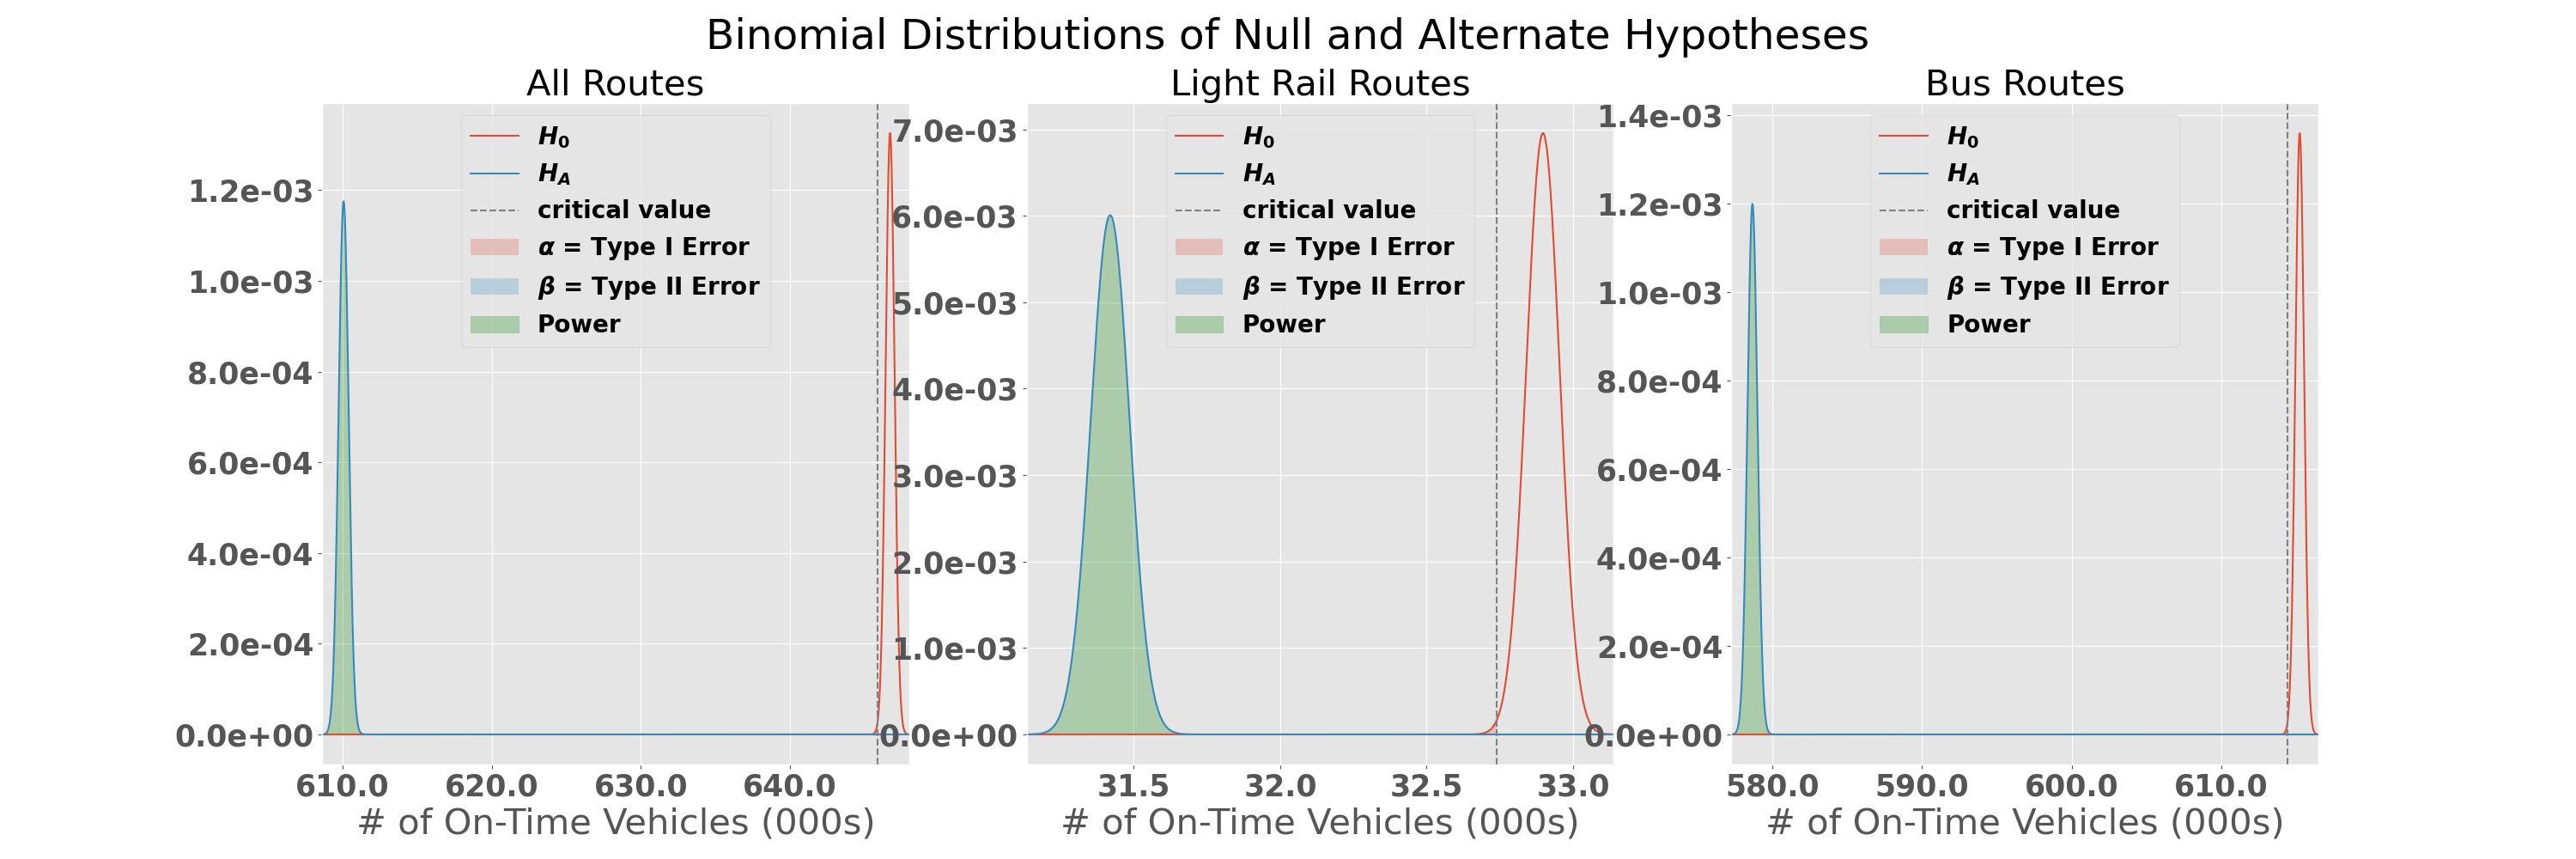 Binomial Distributions of Null and Alternate Hypotheses
All Routes
H0
HA
critical value
α = Type I Error
β = Type II Error
Power
1.2e-03
1.0e-03
8.0e-04
6.0e-04
4.0e-04
2.0e-04
0.0e+00
610.0 620.0 630.0 640.0
# of On-Time Vehicles (000s)
Light Rail Routes
H0
HA
critical value
α = Type I Error
β = Type II Error
Power
7.0e-03
6.0e-03
5.0e-03
4.0e-03
3.0e-03
2.0e-03
1.0e-03
0.0e+00
31.5 32.0 32.5 33.0
# of On-Time Vehicles (000s)
Bus Routes
H0
HA
critical value
α = Type I Error
β = Type II Error
Power
1.4e-03
1.2e-03
1.0e-03
8.0e-04
6.0e-04
4.0e-04
2.0e-04
0.0e+00
580.0 590.0 600.0 610.0
# of On-Time Vehicles (000s)